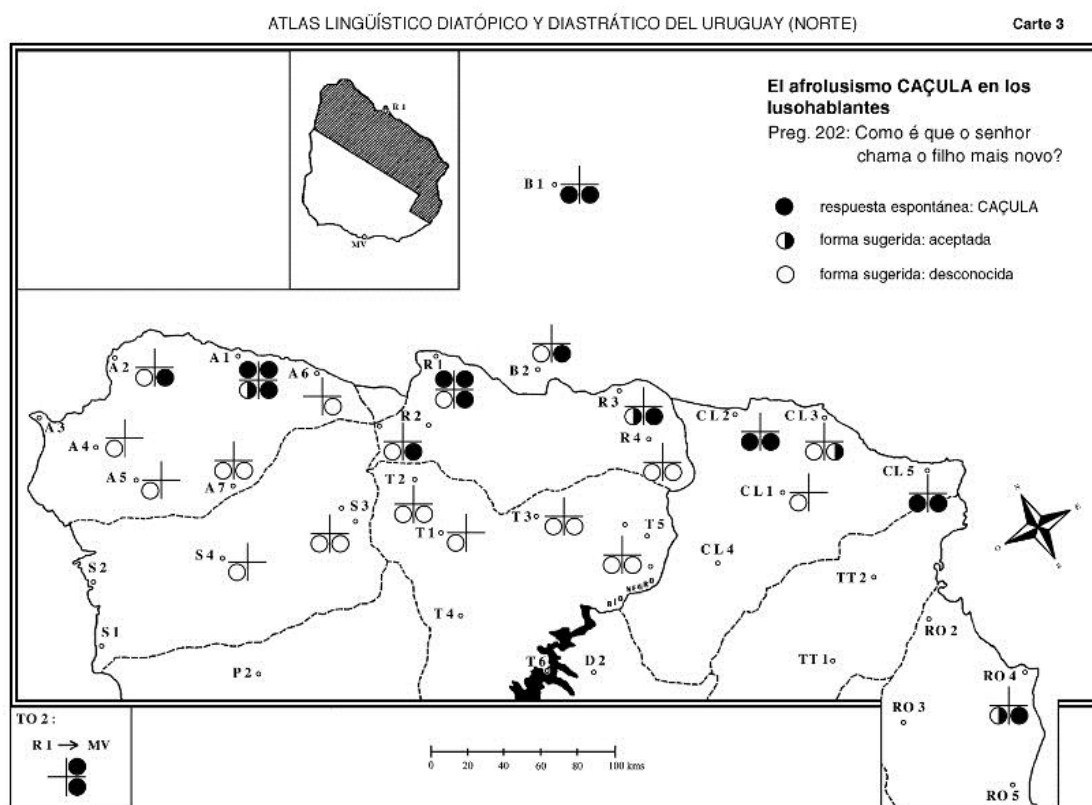 ATLAS LINGÜÍSTICO DIATÓPICO Y DIASTRÁTICO DEL URUGUAY (NORTE)
Carte 3
El afrolusismo CAÇULA en los
lusohablantes
Preg. 202: Como é que o senhor
chama o filho mais novo?
respuesta espontánea: CAÇULA
forma sugerida: aceptada
forma sugerida: desconocida
R 1
MV
B 1
A 2
A 1
A 6
R 1
B 2
R 3
A 3
A 4
R 2
R 4
CL 2
CL 3
A 5
A 7
T 2
CL 1
CL 5
S 3
T 1
T 3
T 5
S 4
CL 4
S 2
TT 2
RÍO NEGRO
T 4
RO 2
S 1
P 2
T 6
D 2
TT 1
RO 4
RO 3
RO 5
TO 2 :
R 1 → MV
0 20 40 60 80 100 kms